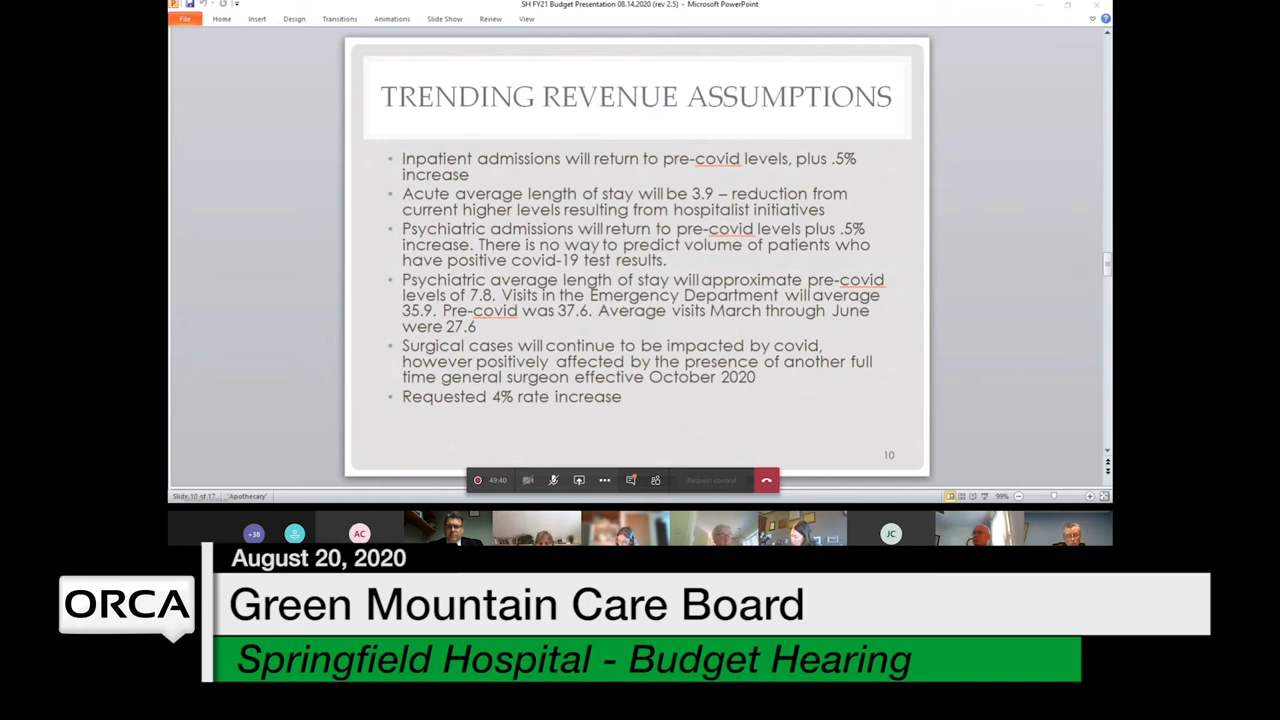 SH FY21 Budget Presentation 08.14.2020 (rev 2.5) - Microsoft PowerPoint
File Home Insert Design Transitions Animations Slide Show Review View
TRENDING REVENUE ASSUMPTIONS
• Inpatient admissions will return to pre-covid levels, plus .5%
increase
• Acute average length of stay will be 3.9 – reduction from
current higher levels resulting from hospitalist initiatives
• Psychiatric admissions will return to pre-covid levels plus .5%
increase. There is no way to predict volume of patients who
have positive covid-19 test results.
• Psychiatric average length of stay will approximate pre-covid
levels of 7.8. Visits in the Emergency Department will average
35.9. Pre-covid was 37.6. Average visits March through June
were 27.6
• Surgical cases will continue to be impacted by covid,
however positively affected by the presence of another full
time general surgeon effective October 2020
• Requested 4% rate increase
10
49:40
Request control
Slide 10 of 17 "Apothecary"
99%
+38
AC
JC
August 20, 2020
ORCA
Green Mountain Care Board
Springfield Hospital - Budget Hearing